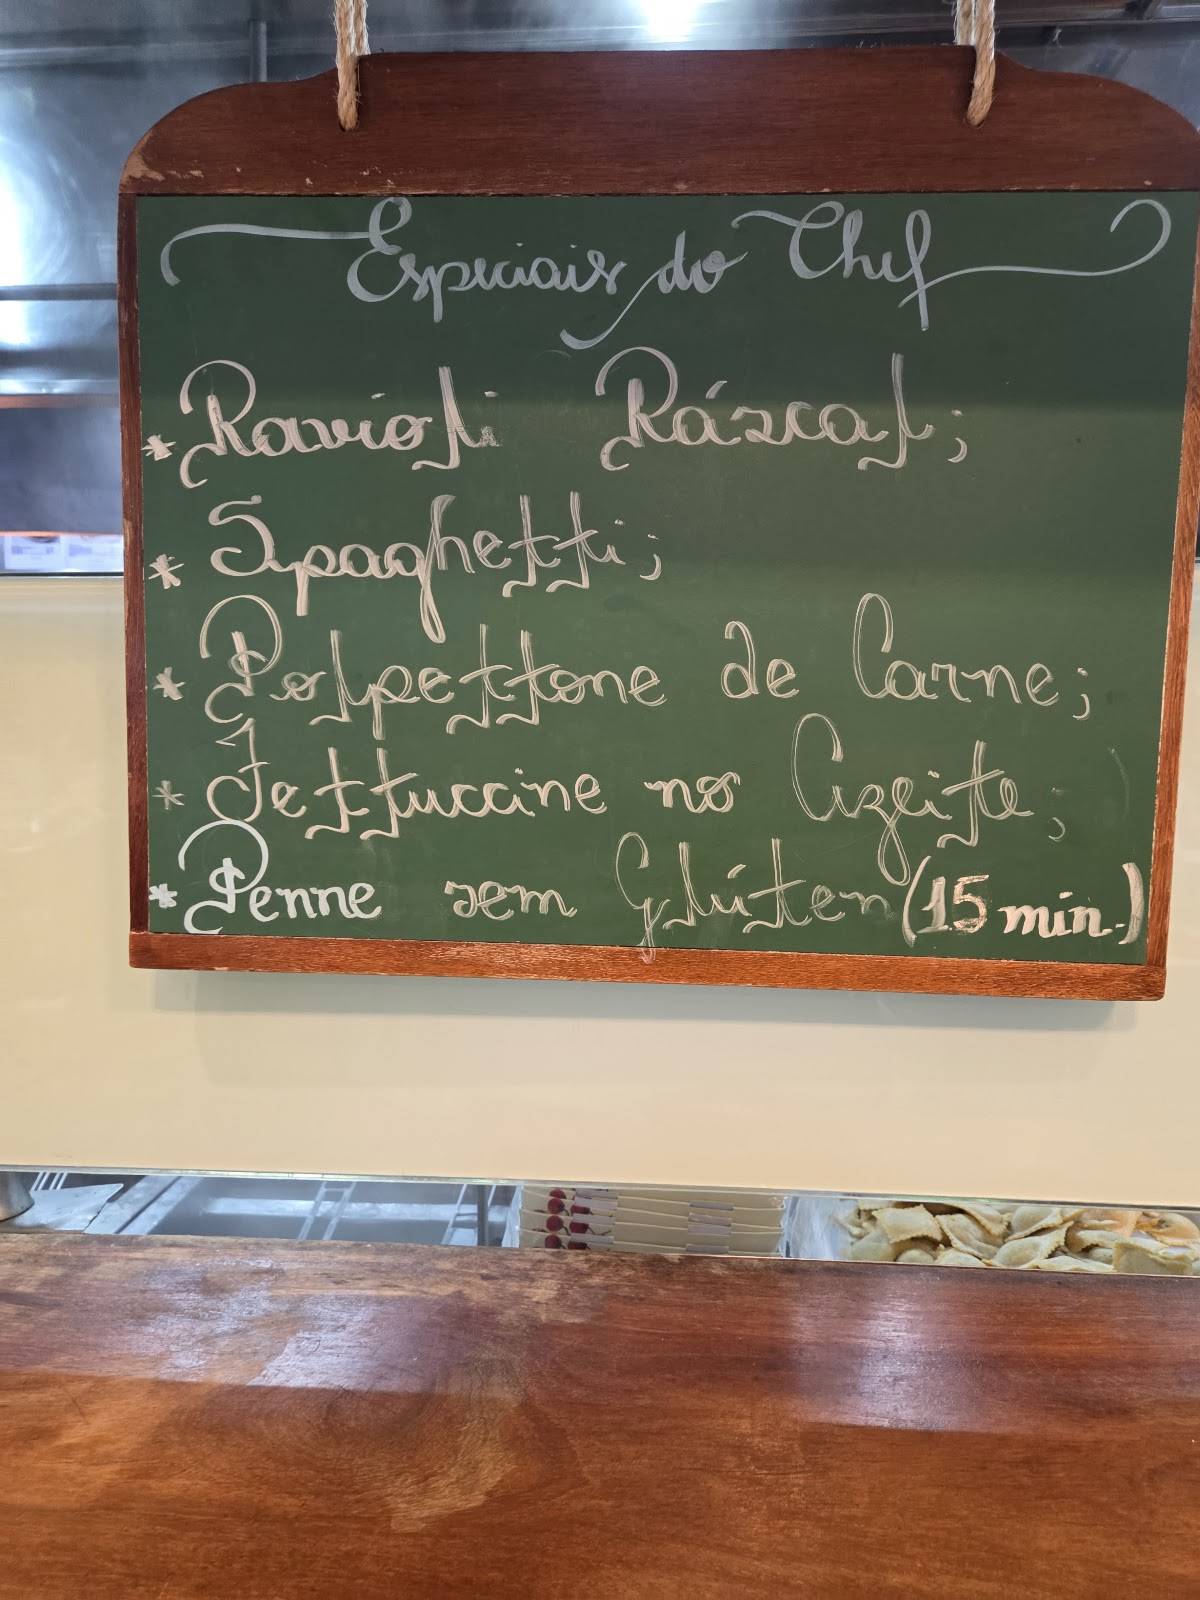 Especiais do Chef
* Ravioli Ráscal;
* Spaghetti;
* Polpettone de Carne;
* Fettuccine no Azeite;
* Penne sem Glúten (15 min.)